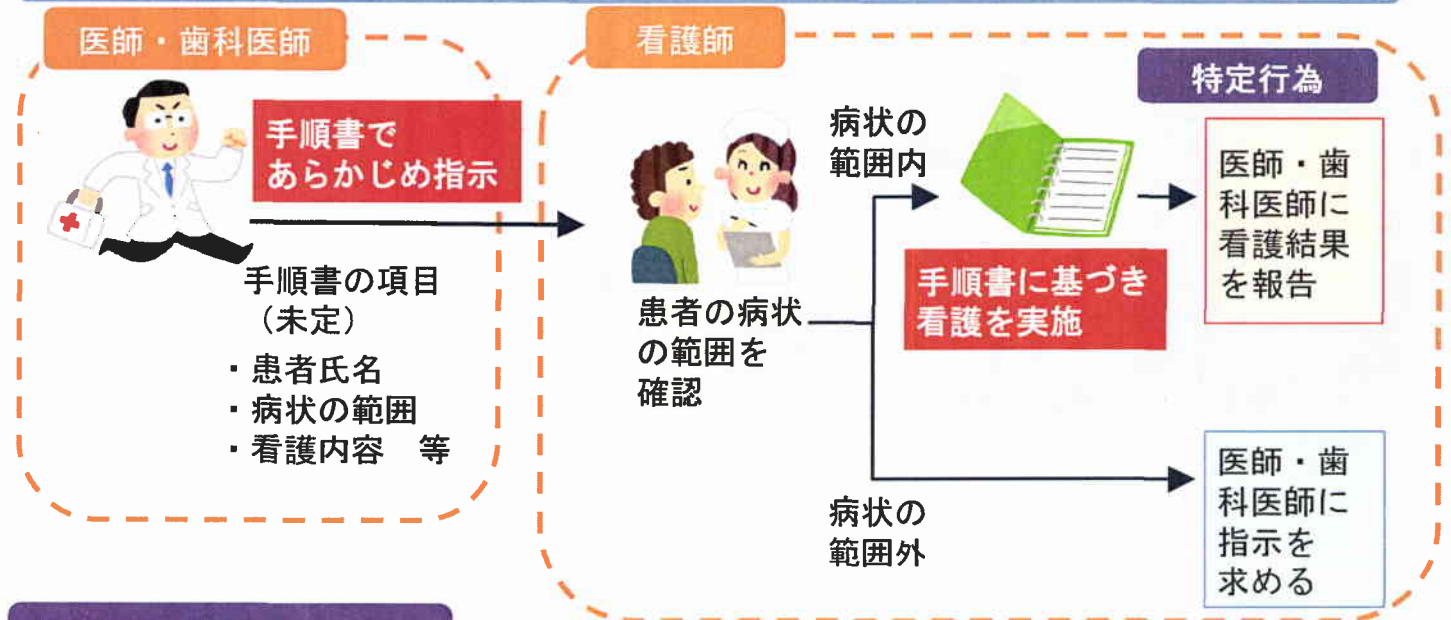 医師・歯科医師
手順書で
あらかじめ指示
手順書の項目
（未定）
・患者氏名
・病状の範囲
・看護内容　等
看護師
特定行為
患者の病状
の範囲を
確認
病状の
範囲内
手順書に基づき
看護を実施
医師・歯
科医師に
看護結果
を報告
病状の
範囲外
医師・歯
科医師に
指示を
求める